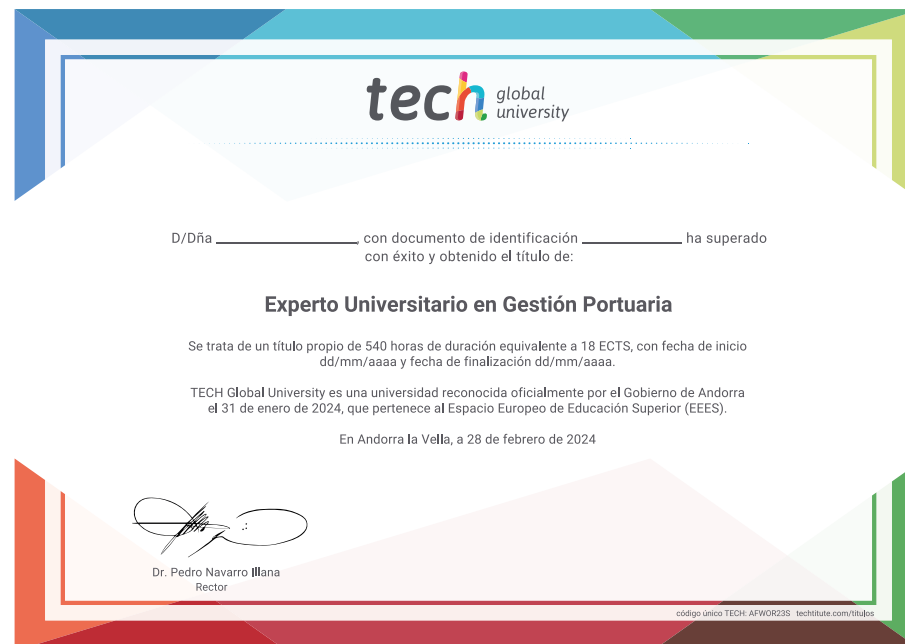 tech global
university
D/Dña ______________, con documento de identificación __________ ha superado
con éxito y obtenido el título de:
Experto Universitario en Gestión Portuaria
Se trata de un título propio de 540 horas de duración equivalente a 18 ECTS, con fecha de inicio
dd/mm/aaaa y fecha de finalización dd/mm/aaaa.
TECH Global University es una universidad reconocida oficialmente por el Gobierno de Andorra
el 31 de enero de 2024, que pertenece al Espacio Europeo de Educación Superior (EEES).
En Andorra la Vella, a 28 de febrero de 2024
Dr. Pedro Navarro Illana
Rector
código único TECH: AFWOR23S techtitute.com/titulos